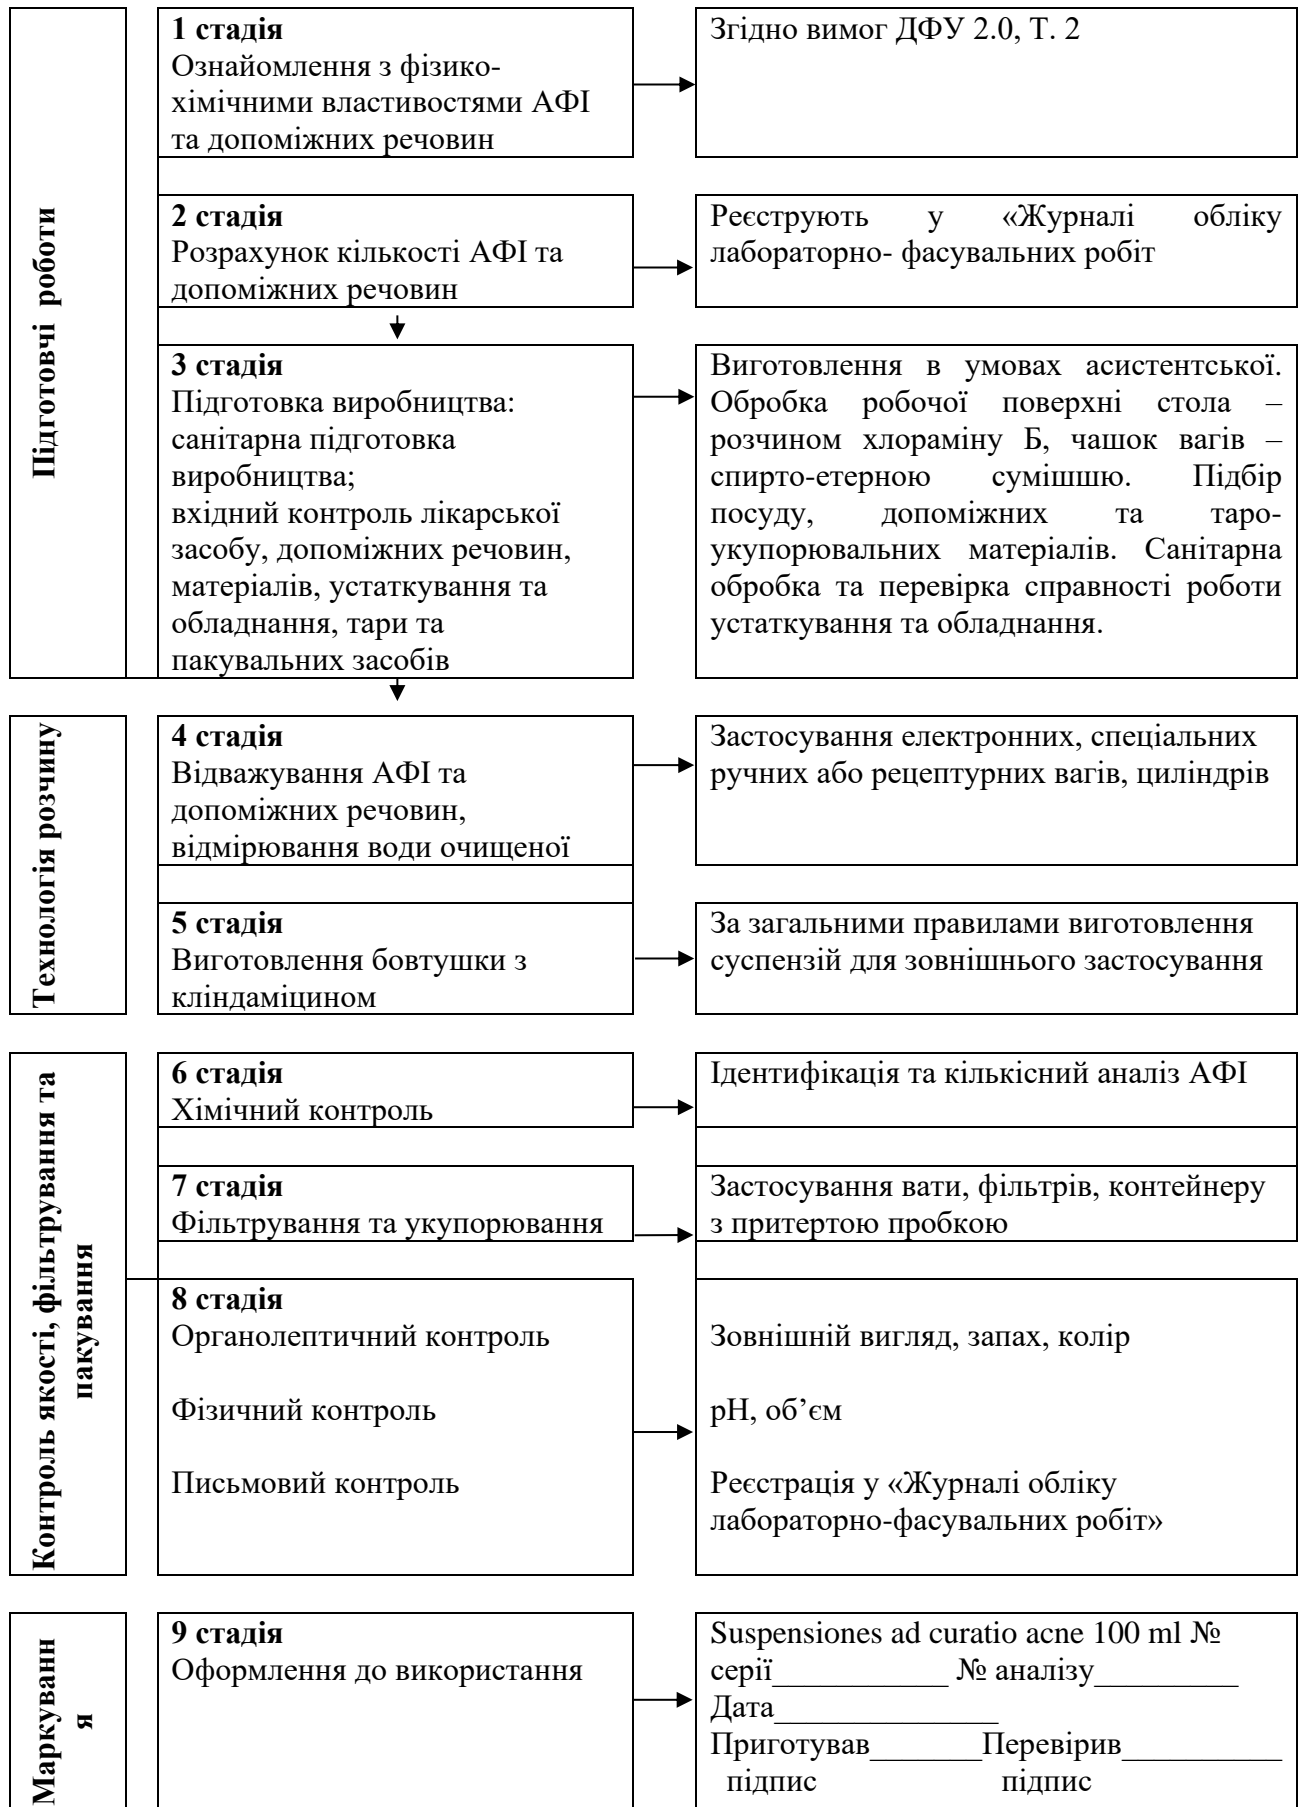 Підготовчі роботи
1 стадія
Ознайомлення з фізико-
хімічними властивостями АФІ
та допоміжних речовин
Згідно вимог ДФУ 2.0, Т. 2
2 стадія
Розрахунок кількості АФІ та
допоміжних речовин
Реєструють у «Журналі обліку
лабораторно- фасувальних робіт
3 стадія
Підготовка виробництва:
санітарна підготовка
виробництва;
вхідний контроль лікарської
засобу, допоміжних речовин,
матеріалів, устаткування та
обладнання, тари та
пакувальних засобів
Виготовлення в умовах асистентської.
Обробка робочої поверхні стола –
розчином хлораміну Б, чашок вагів –
спирто-етерною сумішшю. Підбір
посуду, допоміжних та таро-
укупорювальних матеріалів. Санітарна
обробка та перевірка справності роботи
устаткування та обладнання.
Технологія розчину
4 стадія
Відважування АФІ та
допоміжних речовин,
відмірювання води очищеної
Застосування електронних, спеціальних
ручних або рецептурних вагів, циліндрів
5 стадія
Виготовлення бовтушки з
кліндаміцином
За загальними правилами виготовлення
суспензій для зовнішнього застосування
Контроль якості, фільтрування та
пакування
6 стадія
Хімічний контроль
Ідентифікація та кількісний аналіз АФІ
7 стадія
Фільтрування та укупорювання
Застосування вати, фільтрів, контейнеру
з притертою пробкою
8 стадія
Органолептичний контроль
Фізичний контроль
Письмовий контроль
Зовнішній вигляд, запах, колір
рН, об’єм
Реєстрація у «Журналі обліку
лабораторно-фасувальних робіт»
Маркуванн
я
9 стадія
Оформлення до використання
Suspensiones ad curatio acne 100 ml №
серії___________ № аналізу_________
Дата______________
Приготував_______Перевірив__________
підпис підпис